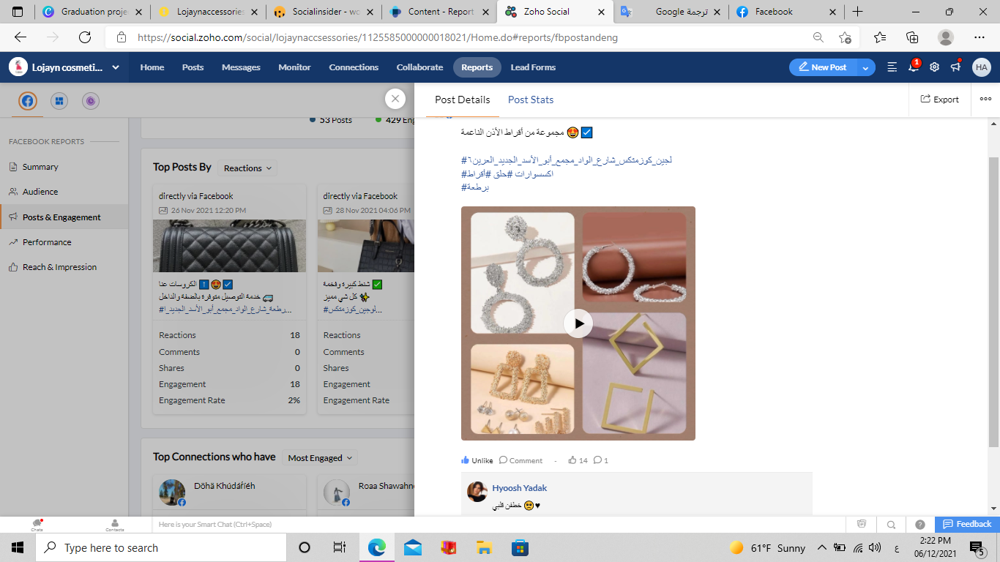 Graduation proje
Lojaynaccessories
Socialinsider - wo
Content - Report
Zoho Social
ترجمة Google
Facebook
https://social.zoho.com/social/lojaynaccsessories/1125585000000018021/Home.do#reports/fbpostandeng
Lojayn cosmeti...
Home
Posts
Messages
Monitor
Connections
Collaborate
Reports
Lead Forms
New Post
1
HA
Post Details
Post Stats
Export
53 Posts
429 Eng
FACEBOOK REPORTS
Summary
Audience
Posts & Engagement
Performance
Reach & Impression
Top Posts By
Reactions
directly via Facebook
26 Nov 2021 12:20 PM
الكروسات عنا ⬆️ 😍 ☑️
خدمة التوصيل متوفرة بالضفة والداخل 🚐
#برطعة_شارع_الواد_مجمع_أبو_الأسد_الجديد_ا...
Reactions 18
Comments 0
Shares 0
Engagement 18
Engagement Rate 2%
directly via Facebook
28 Nov 2021 04:06 PM
شنط كبيرة وفخمة ✅
كل شي مميز ✨
#لوجين_كوزمتكس...
Reactions
Comments
Shares
Engagement
Engagement Rate
Top Connections who have
Most Engaged
Döhä Khúdáfíéh
Roaa Shawahne
مجموعة من أقراط الأذن الناعمة 😍 ☑️
#لجين_كوزمتكس_شارع_الواد_مجمع_أبو_الأسد_الجديد_العرين٦
#اكسسوارات #حلق #أقراط
#برطعة
Unlike
Comment
-
14
1
Hyoosh Yadak
خطفن قلبي 🥺 ♥
Chats
Contacts
Here is your Smart Chat (Ctrl+Space)
Feedback
Type here to search
61°F Sunny
ع
2:22 PM
06/12/2021
5